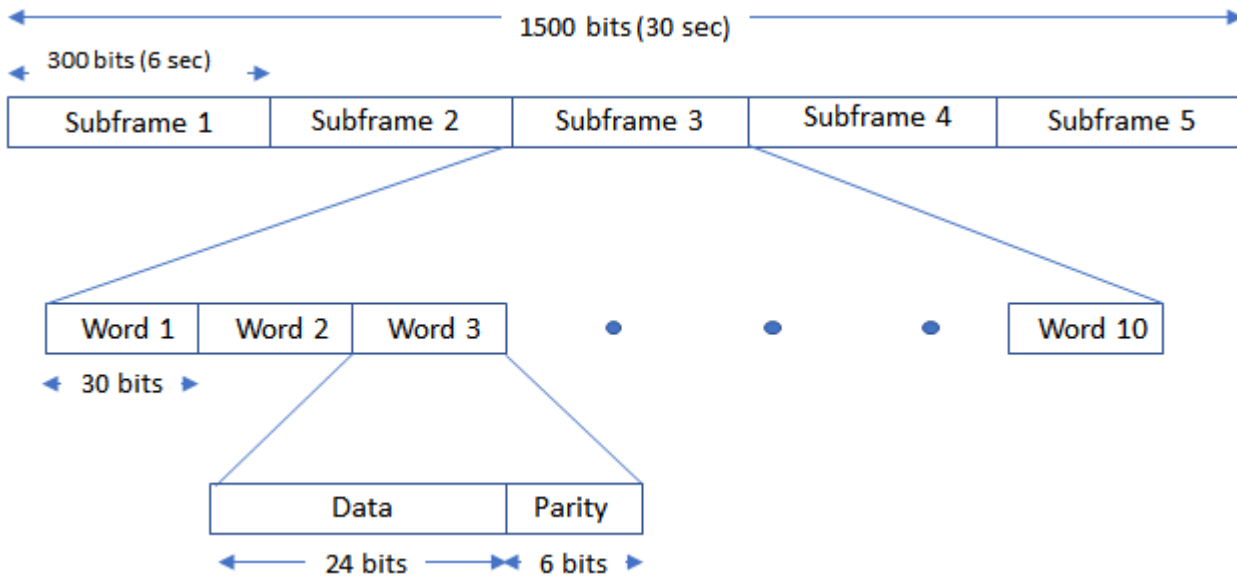 1500 bits (30 sec)
300 bits (6 sec)
Subframe 1 Subframe 2 Subframe 3 Subframe 4 Subframe 5
Word 1 Word 2 Word 3 Word 10
30 bits
Data Parity
24 bits 6 bits